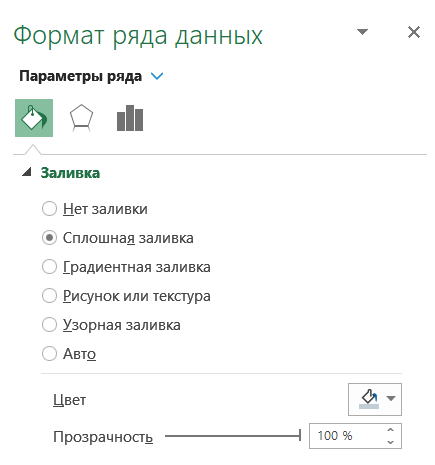 Формат ряда данных
Параметры ряда
Заливка
Нет заливки
Сплошная заливка
Градиентная заливка
Рисунок или текстура
Узорная заливка
Авто
Цвет
Прозрачность 100 %